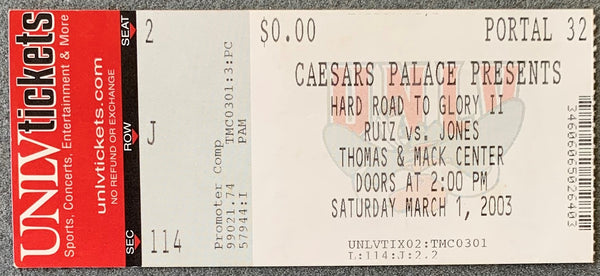 UNLVtickets
Sports, Concerts, Entertainment & More
unlvtickets.com
NO REFUND OR EXCHANGE
SEC ROW SEAT
114 J 2
Promoter Comp TMC0301:3:PC
99021.74
57944:I PAM
$0.00 PORTAL 32
CAESARS PALACE PRESENTS
HARD ROAD TO GLORY II
RUIZ vs. JONES
THOMAS & MACK CENTER
DOORS AT 2:00 PM
SATURDAY MARCH 1, 2003
UNLVTIX02:TMC0301
L:114:J:2.2
UNLV
34606065026403